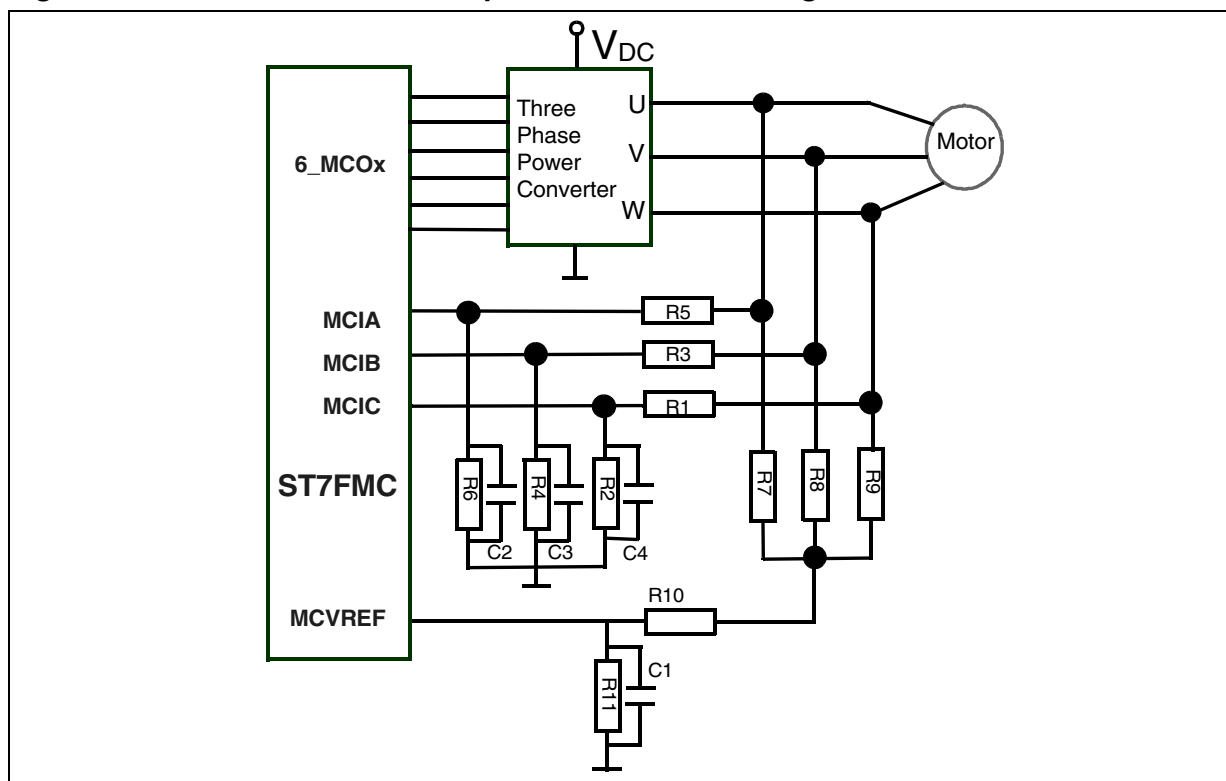 V_DC
Three
Phase
Power
Converter
U
V
W
Motor
6_MCOx
MCIA
MCIB
MCIC
ST7FMC
MCVREF
R5
R3
R1
R6
R4
R2
R7
R8
R9
C2
C3
C4
R10
R11
C1